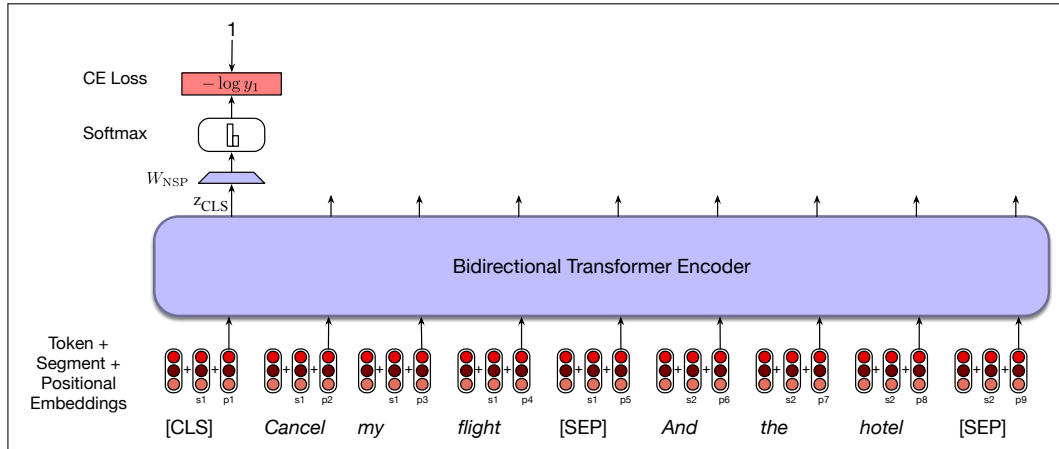 1
CE Loss
− log y₁
Softmax
W_NSP
z_CLS
Bidirectional Transformer Encoder
Token +
Segment +
Positional
Embeddings
+ + + + + + + + + + + + + + + + + +
s1 p1 s1 p2 s1 p3 s1 p4 s1 p5 s2 p6 s2 p7 s2 p8 s2 p9
[CLS] Cancel my flight [SEP] And the hotel [SEP]